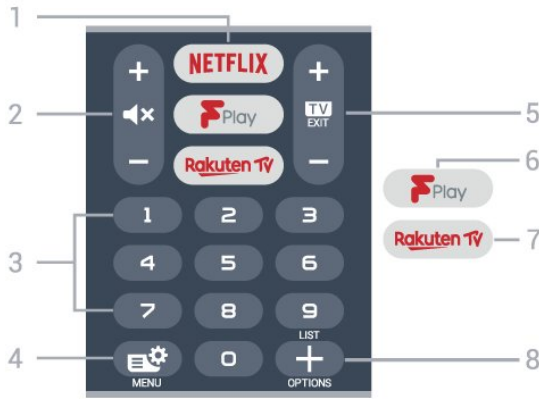 1
NETFLIX
+ +
2 TV 5
EXIT
F Play
6
F Play
Rakuten TV
Rakuten TV 7
1 2 3
3 4 5 6
7 8 9
LIST
4 0 + 8
MENU OPTIONS